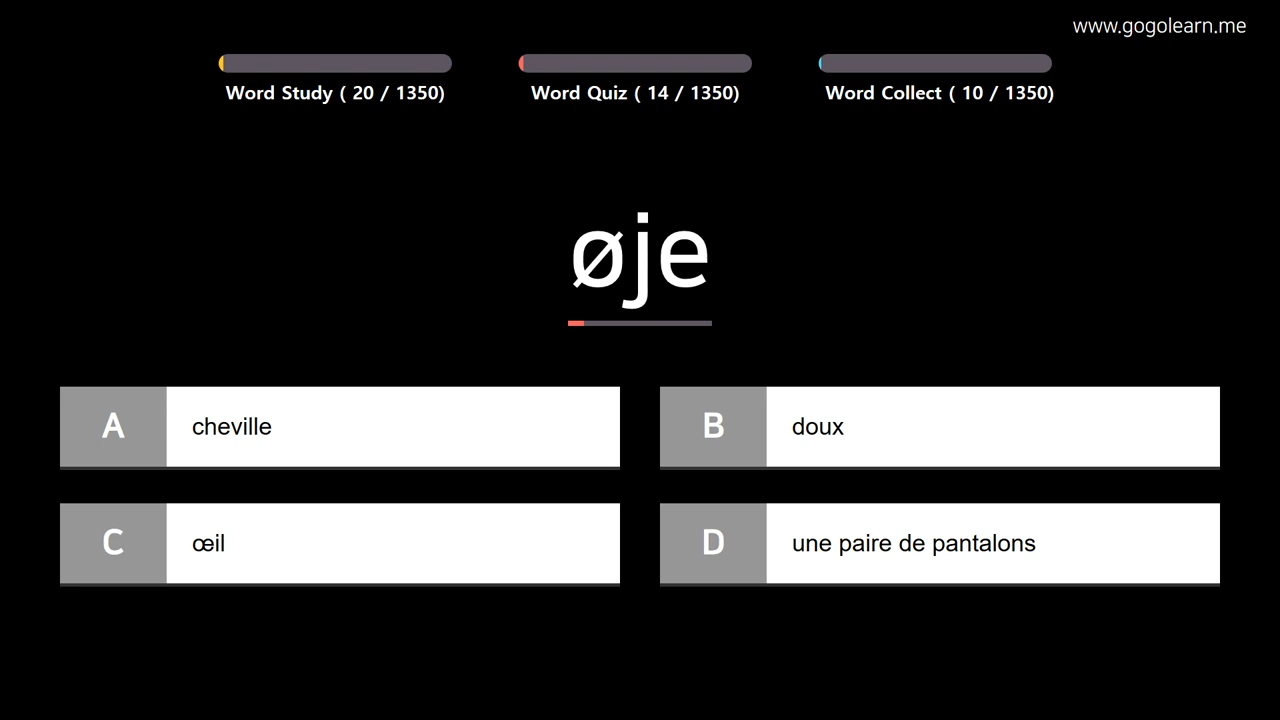 www.gogolearn.me
Word Study ( 20 / 1350)
Word Quiz ( 14 / 1350)
Word Collect ( 10 / 1350)
øje
A cheville
B doux
C œil
D une paire de pantalons